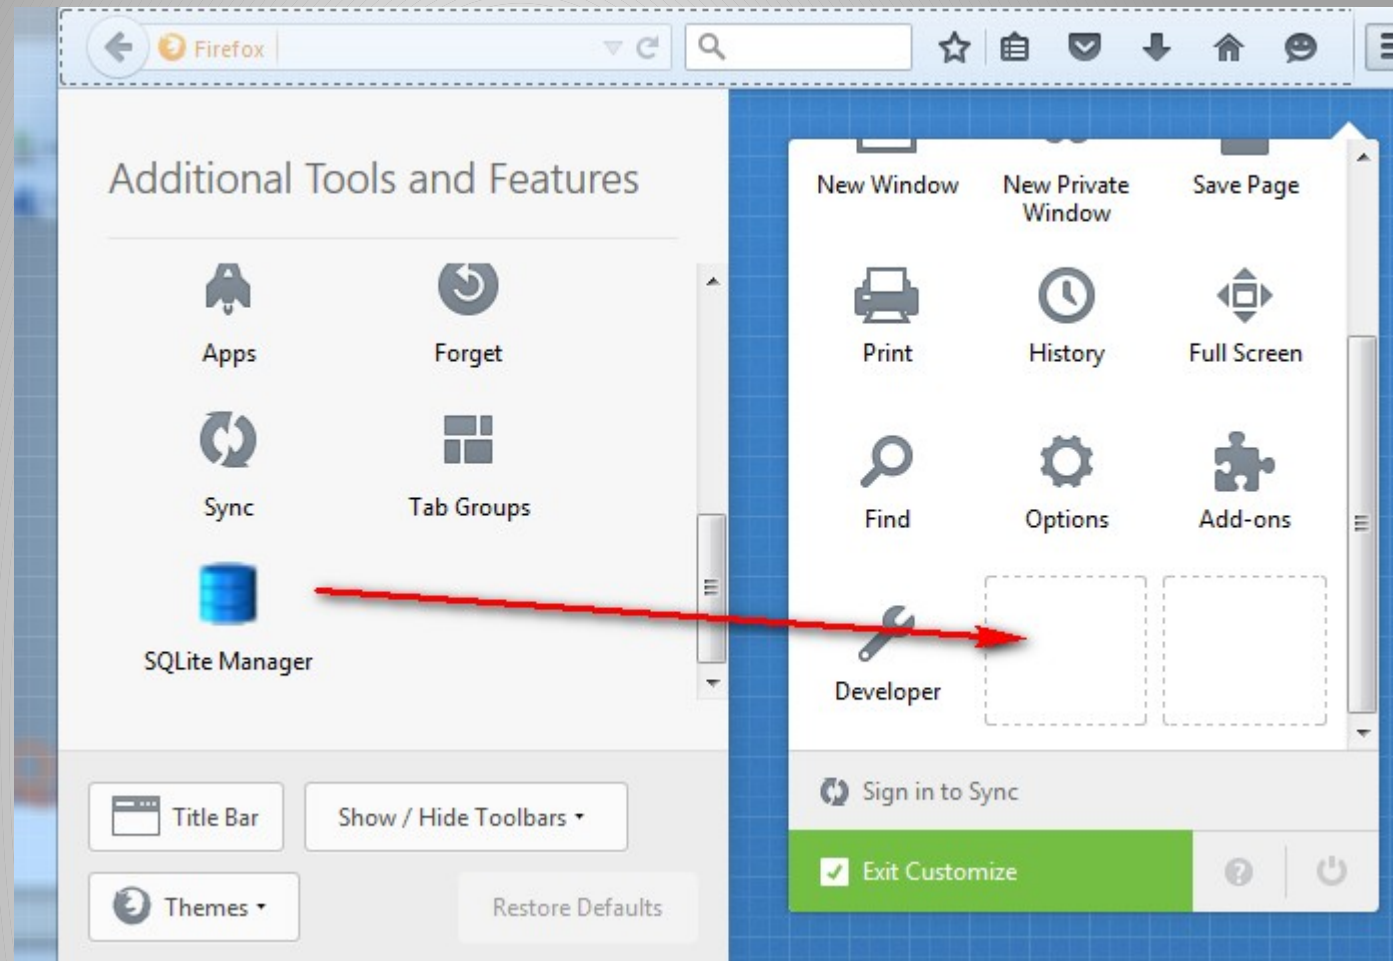 Firefox
Additional Tools and Features
Apps
Forget
Sync
Tab Groups
SQLite Manager
Title Bar
Show / Hide Toolbars
Themes
Restore Defaults
New Window
New Private
Window
Save Page
Print
History
Full Screen
Find
Options
Add-ons
Developer
Sign in to Sync
Exit Customize